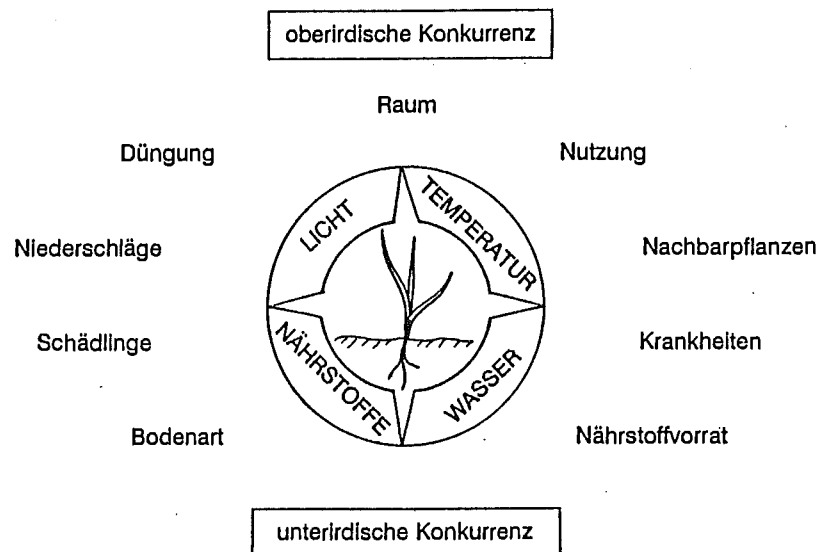 oberirdische Konkurrenz
Raum
Düngung
Nutzung
LICHT
TEMPERATUR
Niederschläge
Nachbarpflanzen
Schädlinge
Krankheiten
NÄHRSTOFFE
WASSER
Bodenart
Nährstoffvorrat
unterirdische Konkurrenz